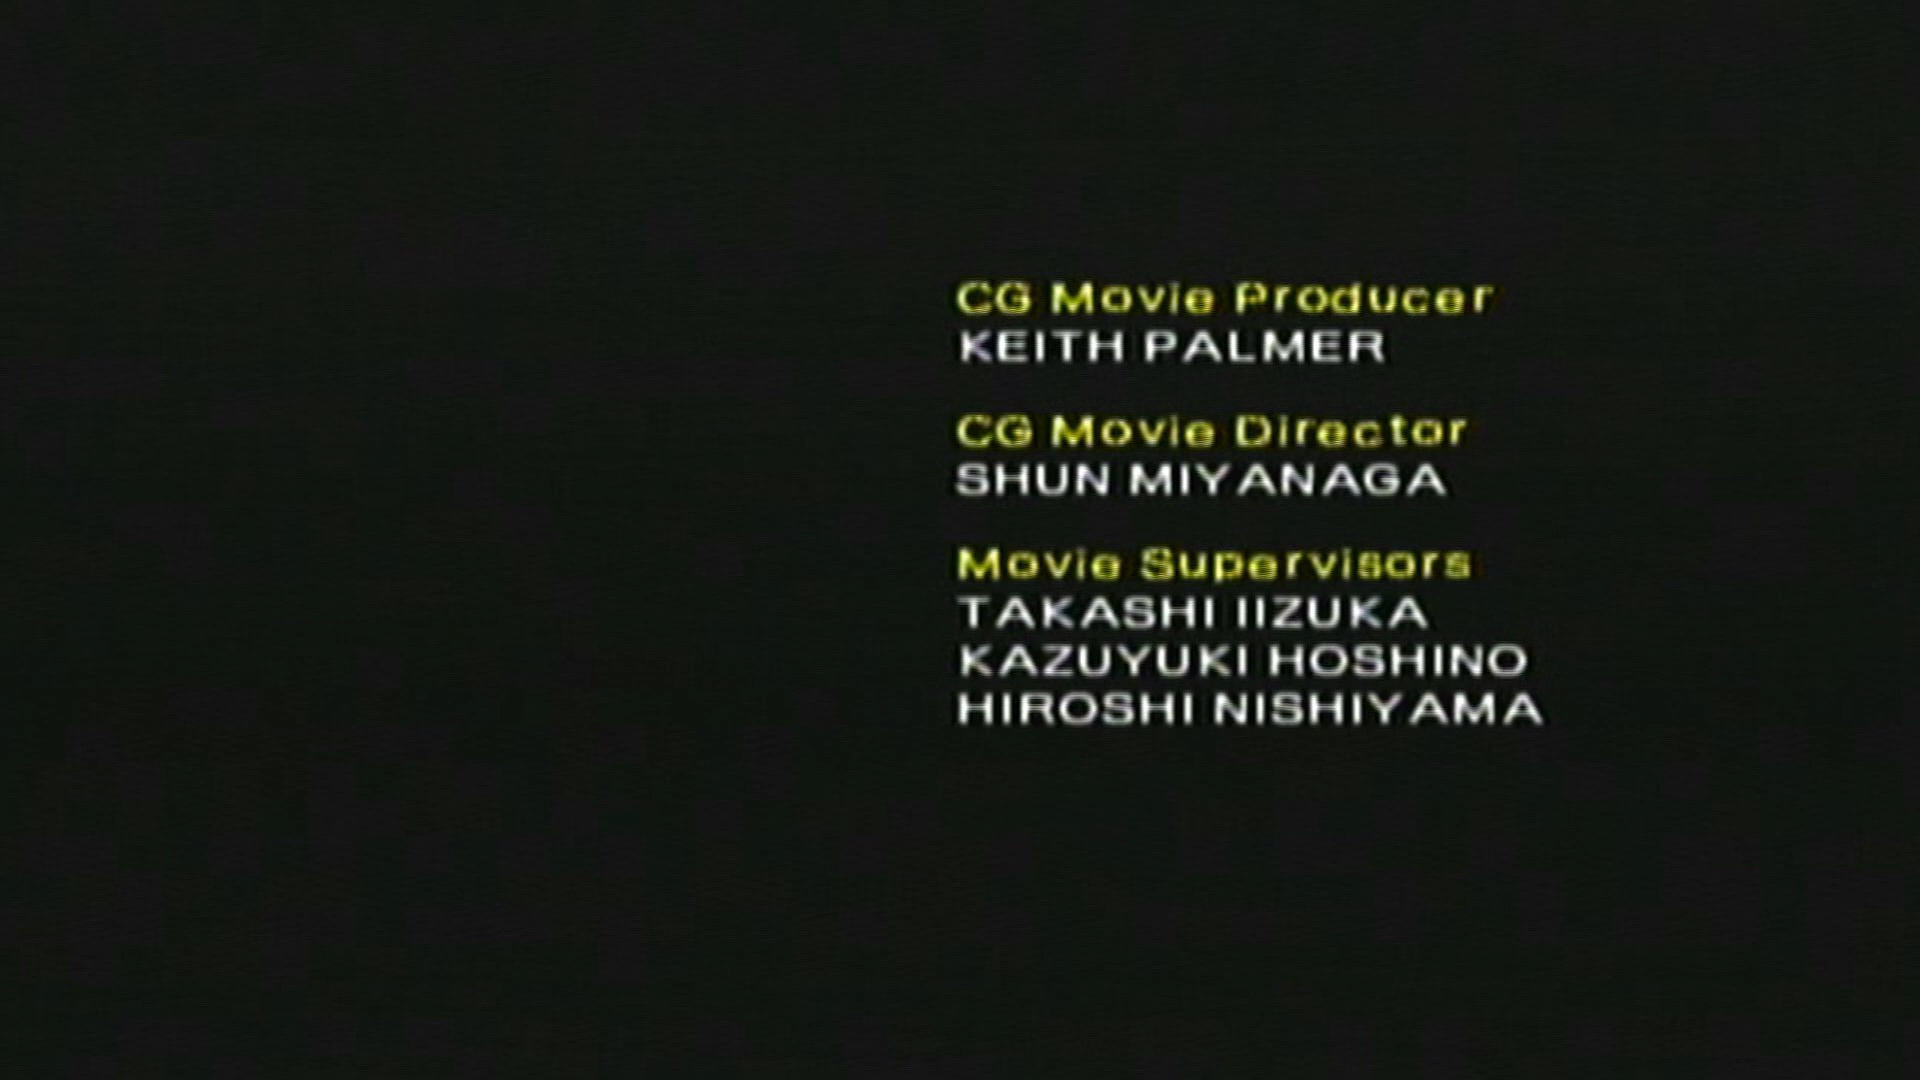 CG Movie Producer
KEITH PALMER
CG Movie Director
SHUN MIYANAGA
Movie Supervisors
TAKASHI IIZUKA
KAZUYUKI HOSHINO
HIROSHI NISHIYAMA